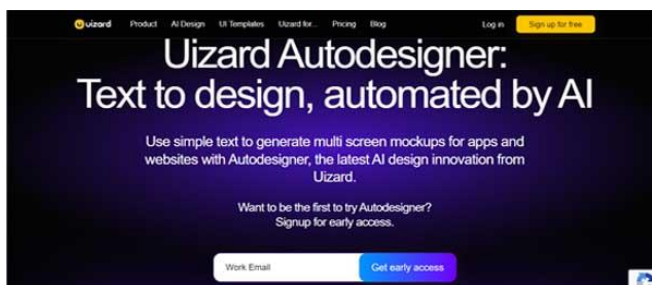 uizard Product AI Design UI Templates Uizard for... Pricing Blog Log in Sign up for free
Uizard Autodesigner:
Text to design, automated by AI
Use simple text to generate multi screen mockups for apps and
websites with Autodesigner, the latest AI design innovation from
Uizard.
Want to be the first to try Autodesigner?
Signup for early access.
Work Email Get early access